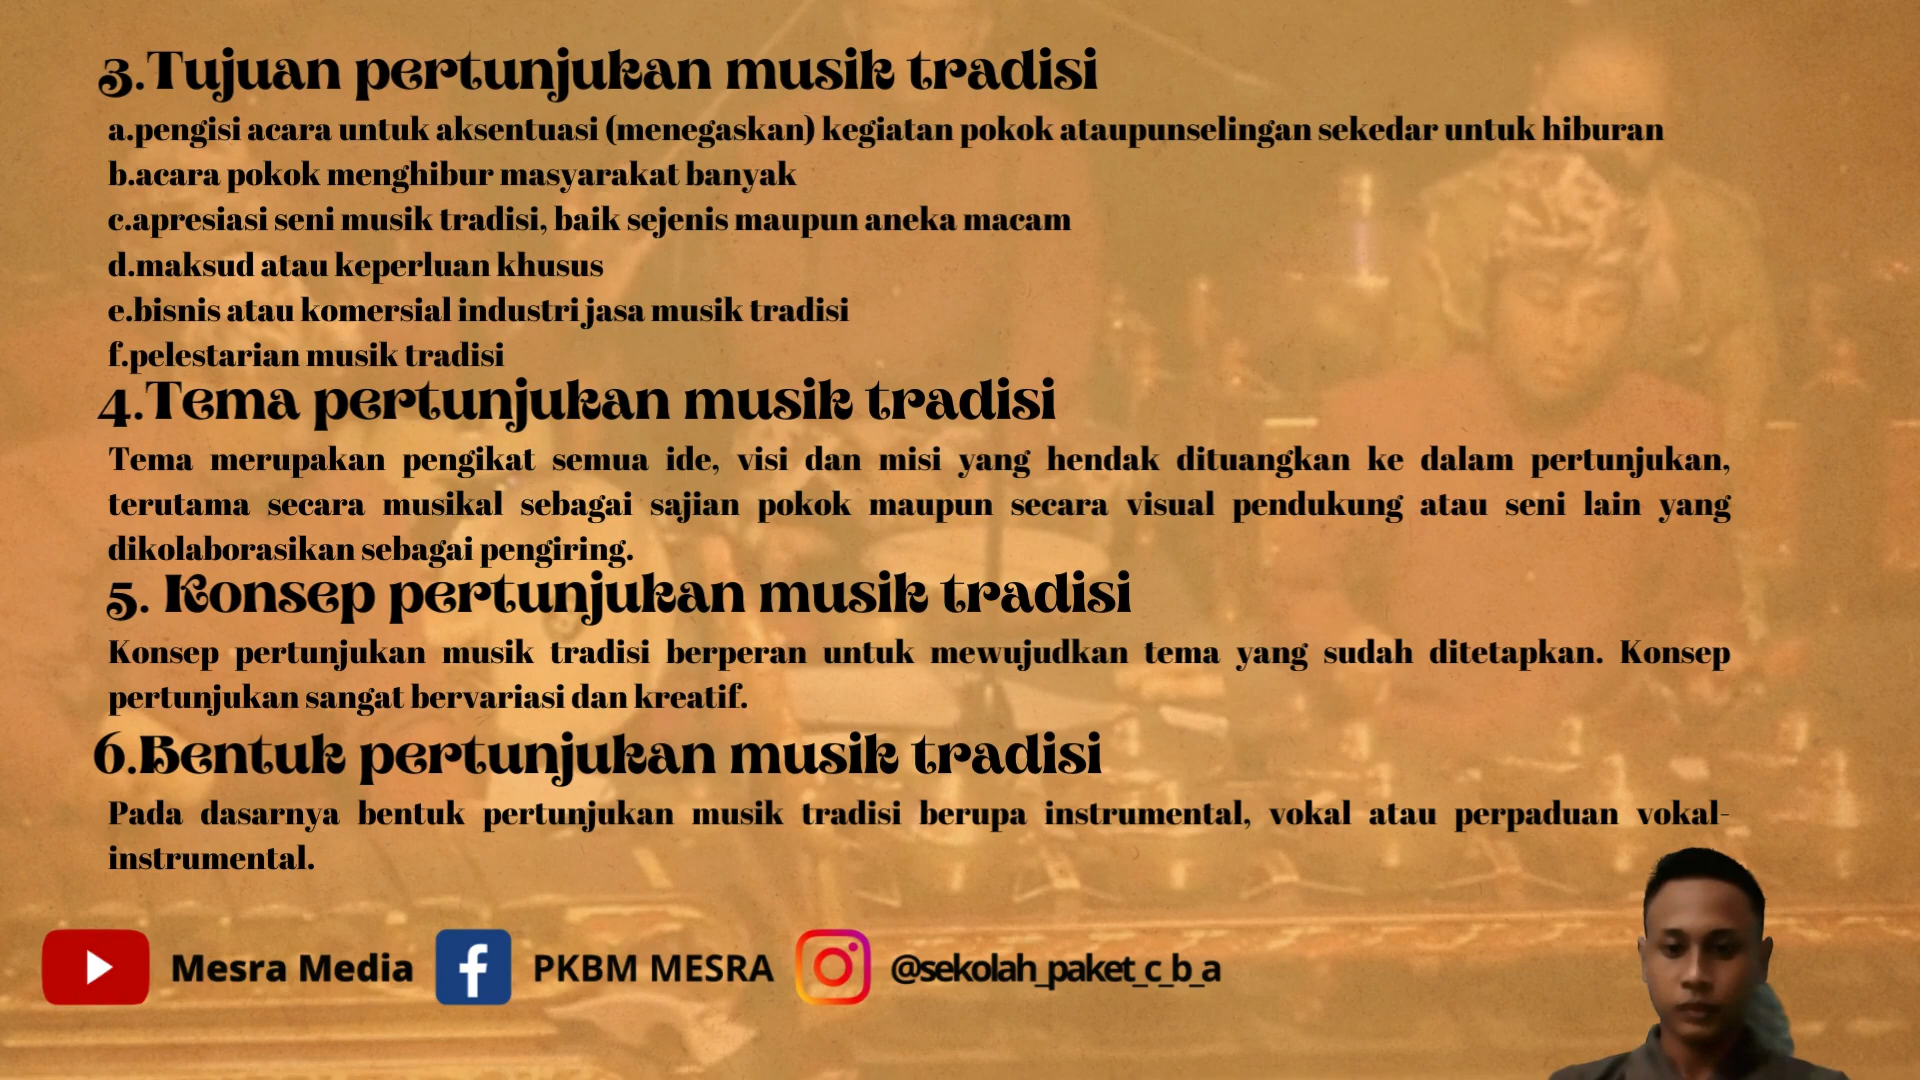 3.Tujuan pertunjukan musik tradisi
a.pengisi acara untuk aksentuasi (menegaskan) kegiatan pokok ataupunselingan sekedar untuk hiburan
b.acara pokok menghibur masyarakat banyak
c.apresiasi seni musik tradisi, baik sejenis maupun aneka macam
d.maksud atau keperluan khusus
e.bisnis atau komersial industri jasa musik tradisi
f.pelestarian musik tradisi
4.Tema pertunjukan musik tradisi
Tema merupakan pengikat semua ide, visi dan misi yang hendak dituangkan ke dalam pertunjukan,
terutama secara musikal sebagai sajian pokok maupun secara visual pendukung atau seni lain yang
dikolaborasikan sebagai pengiring.
5. Konsep pertunjukan musik tradisi
Konsep pertunjukan musik tradisi berperan untuk mewujudkan tema yang sudah ditetapkan. Konsep
pertunjukan sangat bervariasi dan kreatif.
6.Bentuk pertunjukan musik tradisi
Pada dasarnya bentuk pertunjukan musik tradisi berupa instrumental, vokal atau perpaduan vokal-
instrumental.
Mesra Media PKBM MESRA @sekolah_paket_c_b_a